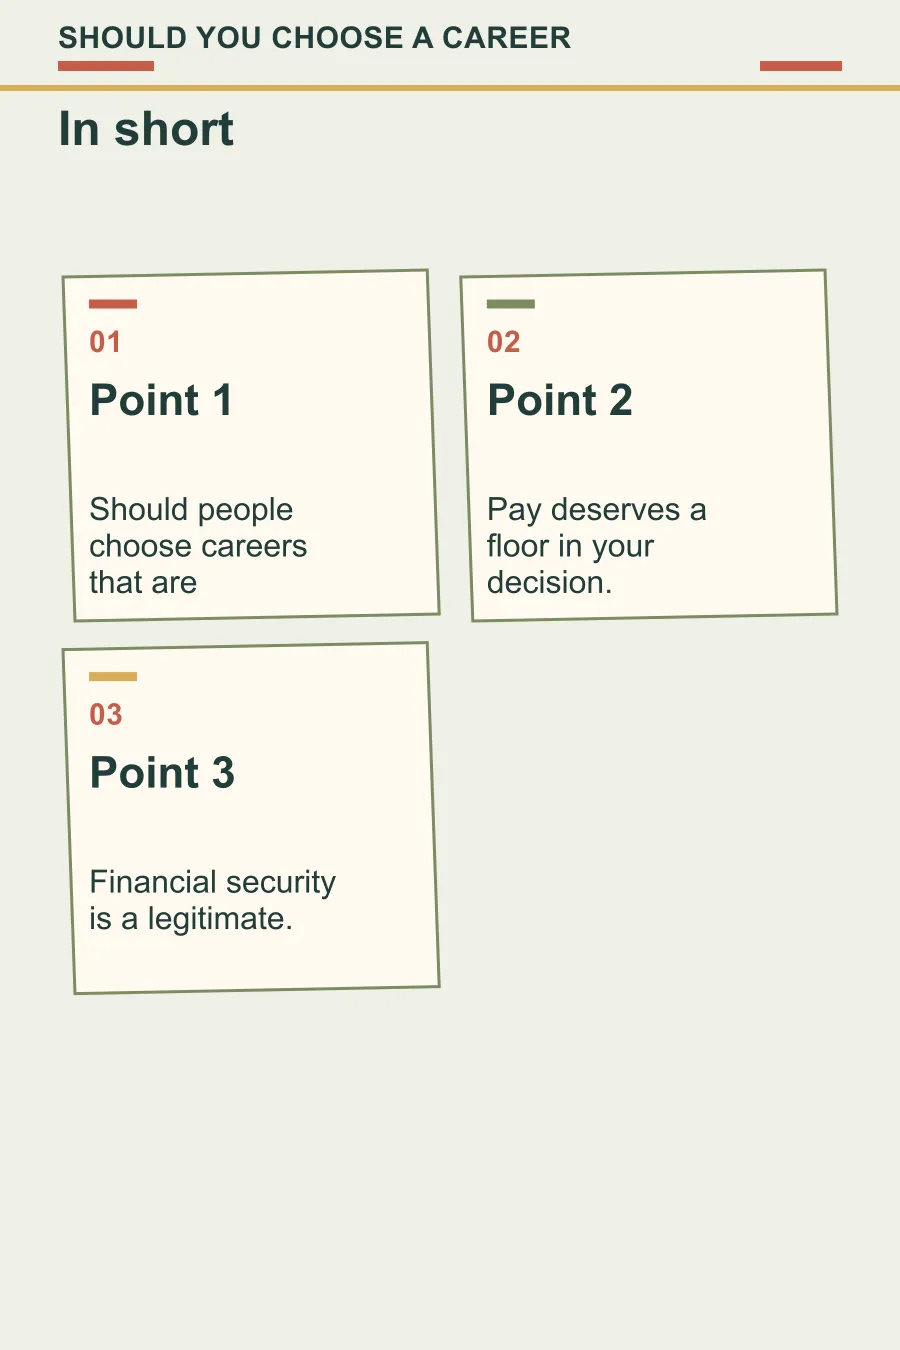 SHOULD YOU CHOOSE A CAREER
In short
01
Point 1
Should people
choose careers
that are
02
Point 2
Pay deserves a
floor in your
decision.
03
Point 3
Financial security
is a legitimate.